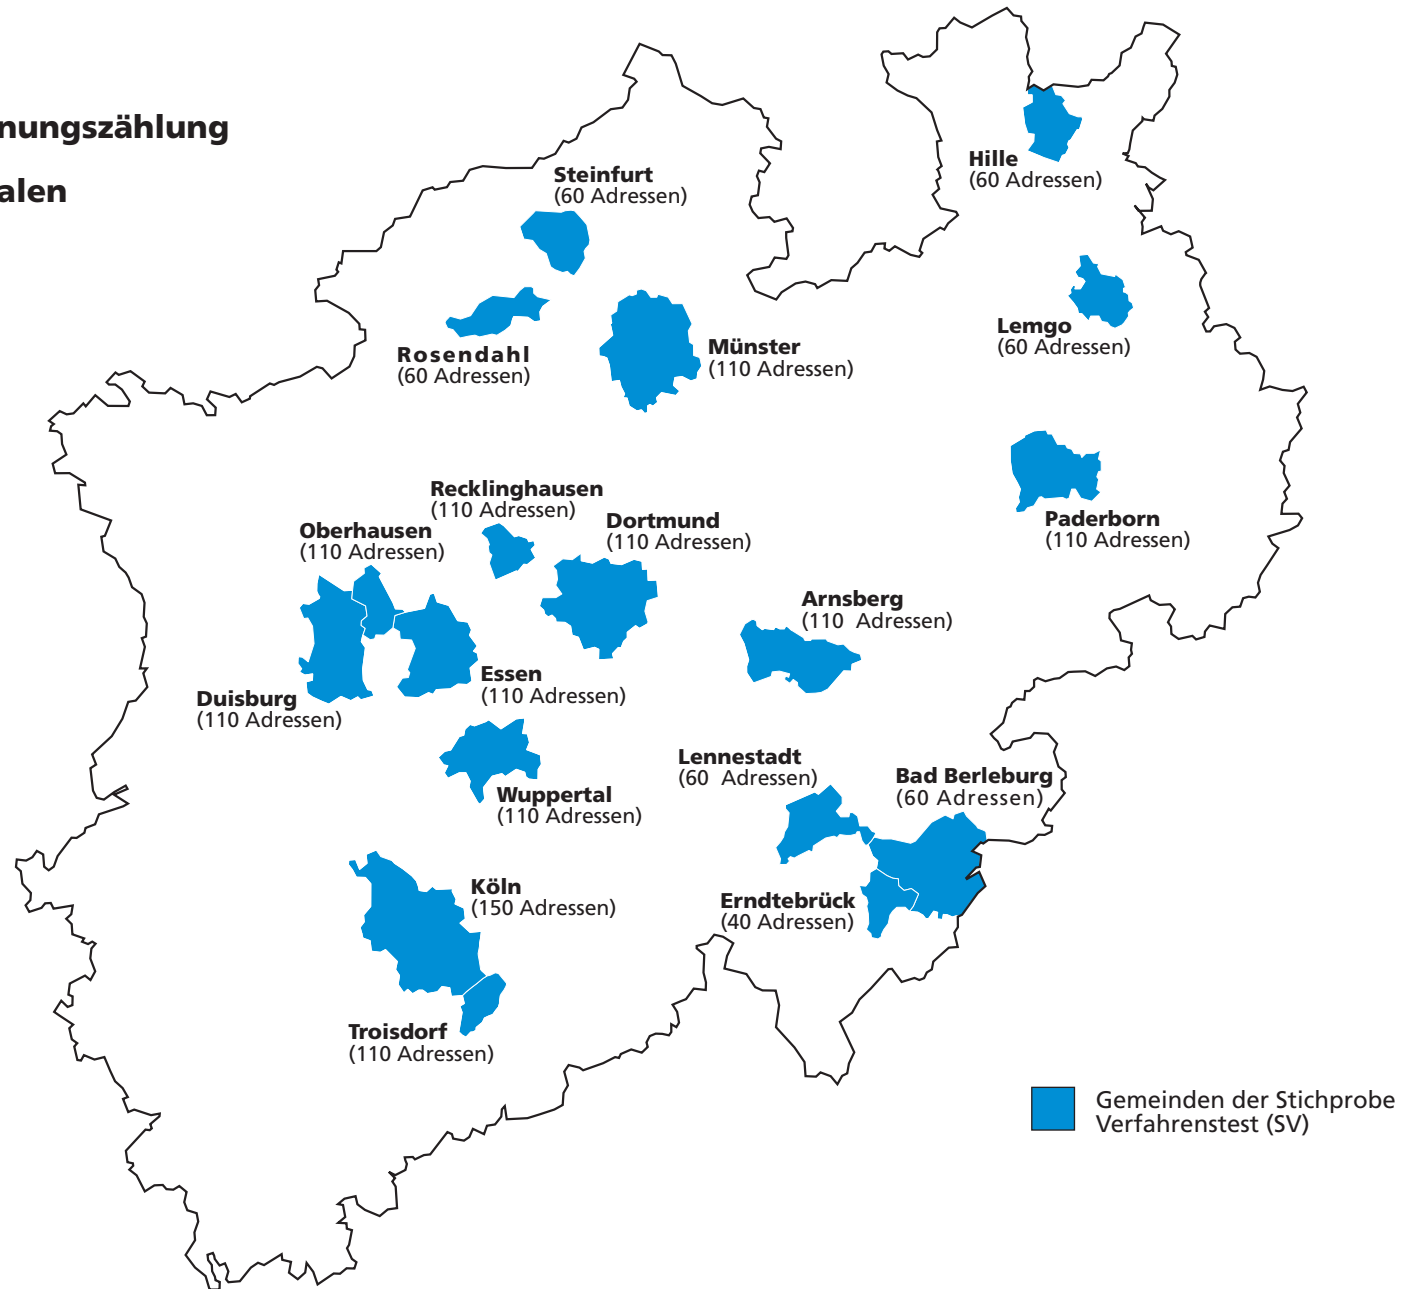 nungszählung
alen
Steinfurt
(60 Adressen)
Hille
(60 Adressen)
Rosendahl
(60 Adressen)
Münster
(110 Adressen)
Lemgo
(60 Adressen)
Recklinghausen
(110 Adressen)
Oberhausen
(110 Adressen)
Dortmund
(110 Adressen)
Paderborn
(110 Adressen)
Arnsberg
(110 Adressen)
Duisburg
(110 Adressen)
Essen
(110 Adressen)
Wuppertal
(110 Adressen)
Lennestadt
(60 Adressen)
Bad Berleburg
(60 Adressen)
Köln
(150 Adressen)
Erndtebrück
(40 Adressen)
Troisdorf
(110 Adressen)
Gemeinden der Stichprobe
Verfahrenstest (SV)